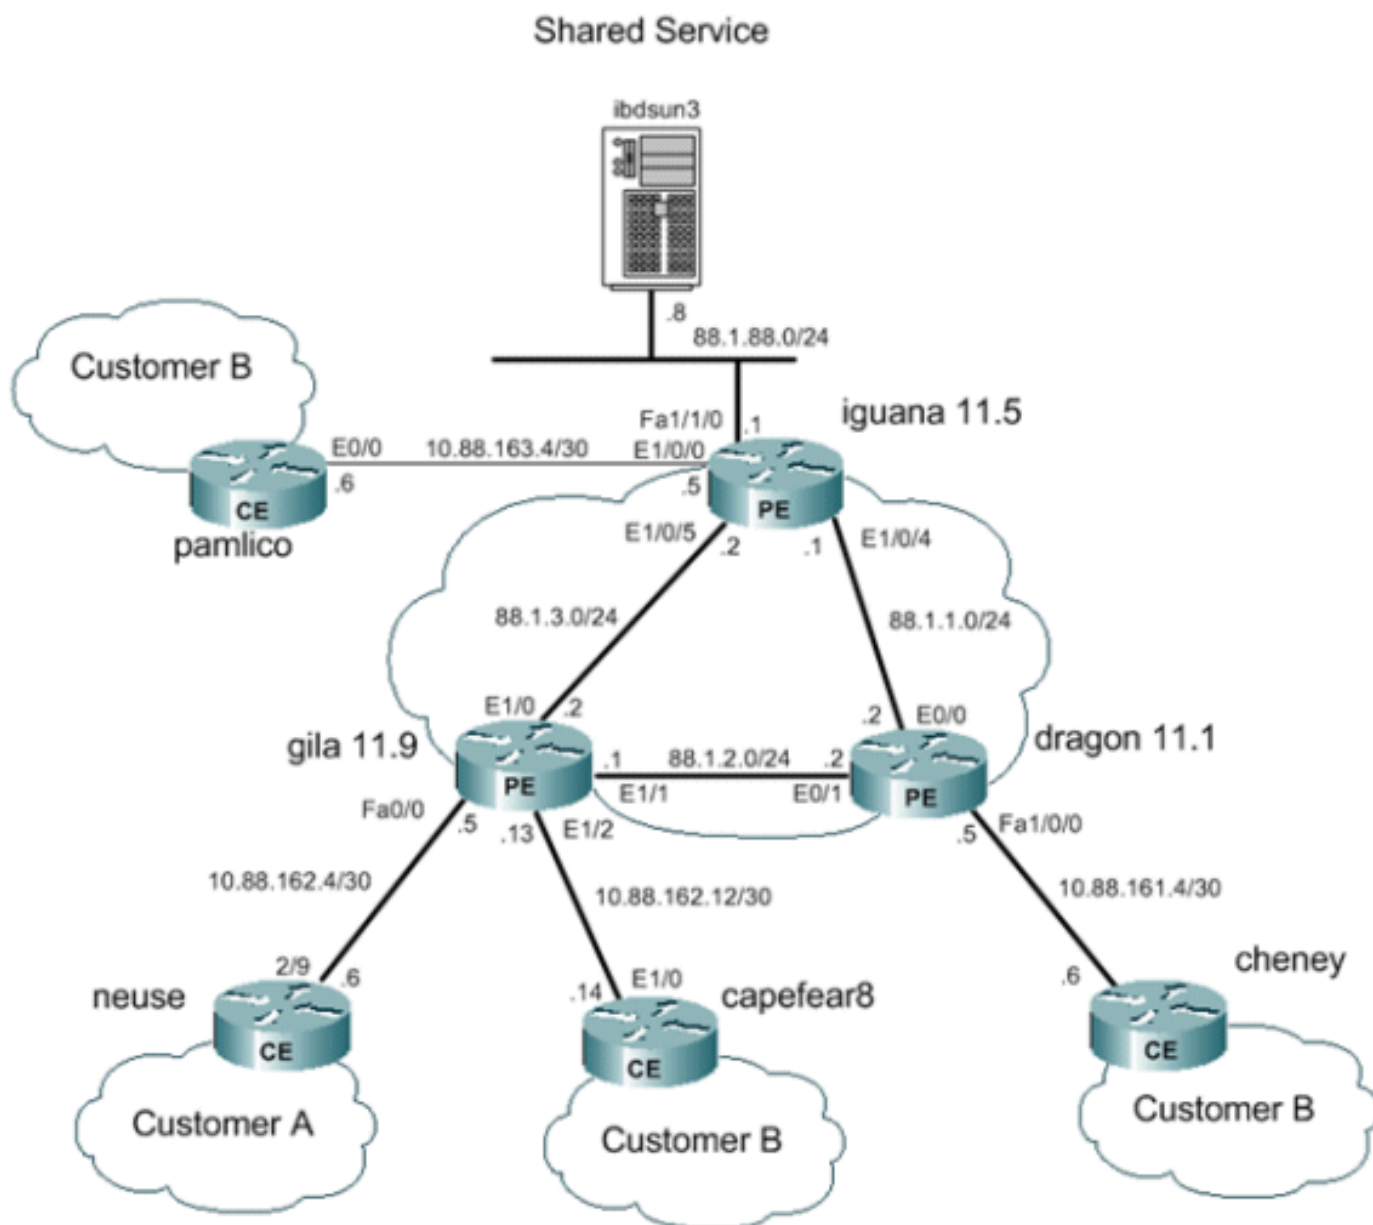 Shared Service
ibdsun3
.8
88.1.88.0/24
Customer B
Fa1/1/0
.1
iguana 11.5
E0/0
10.88.163.4/30
E1/0/0
.6
.5
CE
PE
pamlico
E1/0/5
.2
.1
E1/0/4
88.1.3.0/24
88.1.1.0/24
E1/0
.2
.2
E0/0
gila 11.9
dragon 11.1
.1
88.1.2.0/24
.2
PE
E1/1
E0/1
PE
Fa0/0
.5
.13
E1/2
.5
Fa1/0/0
10.88.162.4/30
10.88.162.12/30
10.88.161.4/30
2/9
.6
neuse
.14
E1/0
capefear8
.6
cheney
CE
CE
CE
Customer A
Customer B
Customer B